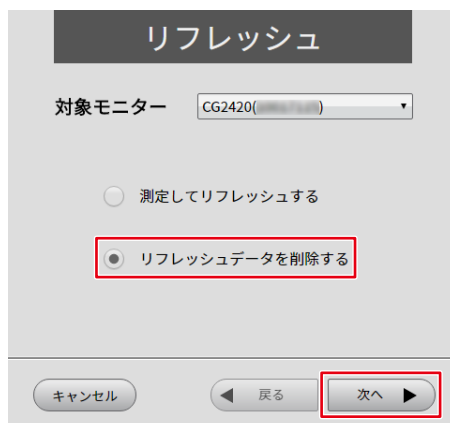 リフレッシュ
対象モニター CG2420( )
測定してリフレッシュする
リフレッシュデータを削除する
キャンセル 戻る 次へ